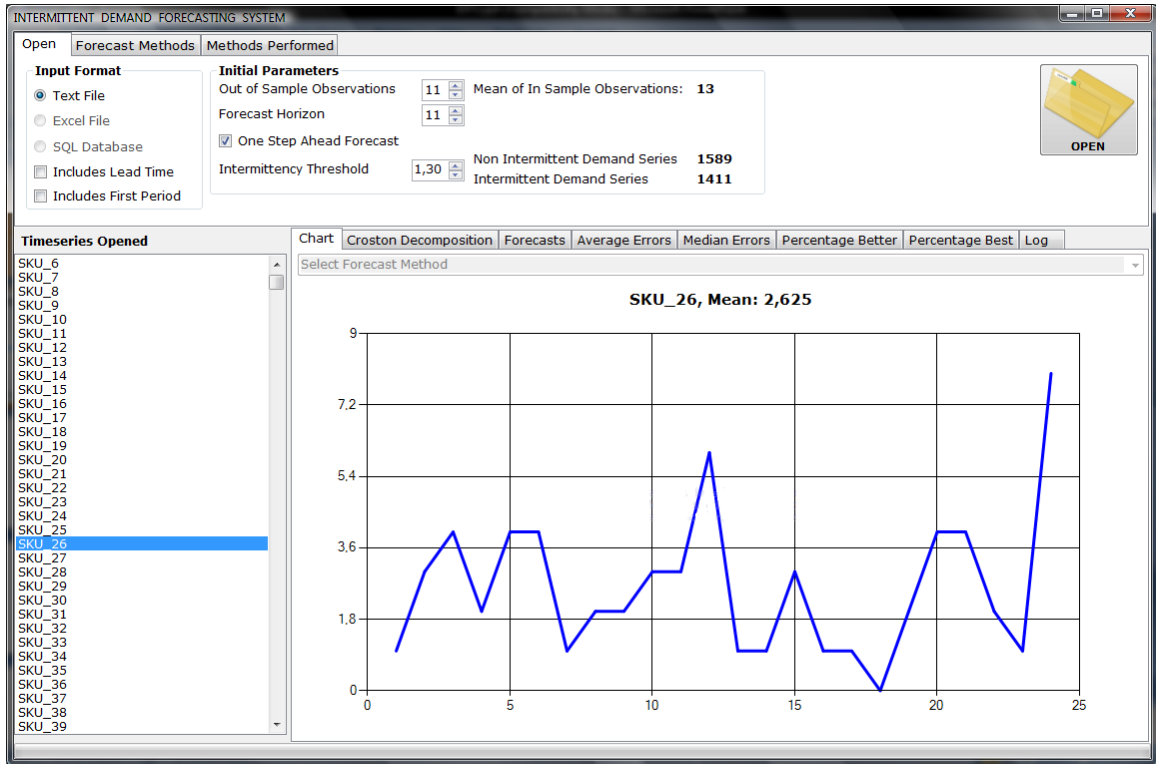 INTERMITTENT DEMAND FORECASTING SYSTEM
Open Forecast Methods Methods Performed
Input Format
Text File
Excel File
SQL Database
Includes Lead Time
Includes First Period
Initial Parameters
Out of Sample Observations 11 Mean of In Sample Observations: 13
Forecast Horizon 11
One Step Ahead Forecast
Intermittency Threshold 1,30
Non Intermittent Demand Series 1589
Intermittent Demand Series 1411
OPEN
Timeseries Opened
SKU_6
SKU_7
SKU_8
SKU_9
SKU_10
SKU_11
SKU_12
SKU_13
SKU_14
SKU_15
SKU_16
SKU_17
SKU_18
SKU_19
SKU_20
SKU_21
SKU_22
SKU_23
SKU_24
SKU_25
SKU_26
SKU_27
SKU_28
SKU_29
SKU_30
SKU_31
SKU_32
SKU_33
SKU_34
SKU_35
SKU_36
SKU_37
SKU_38
SKU_39
Chart Croston Decomposition Forecasts Average Errors Median Errors Percentage Better Percentage Best Log
Select Forecast Method
SKU_26, Mean: 2,625
9
7.2
5.4
3.6
1.8
0
0 5 10 15 20 25